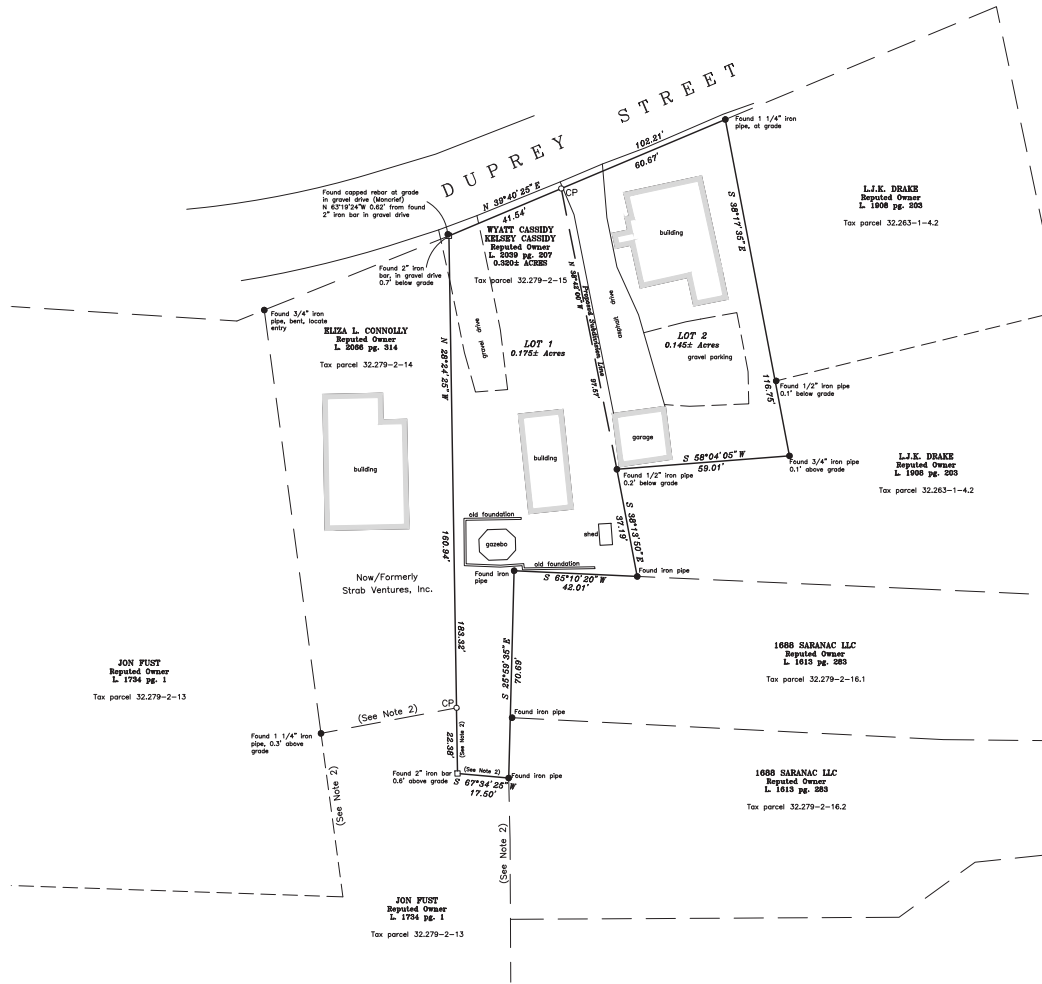 DUPREY STREET
Found 1 1/4" iron
pipe, at grade
102.21'
60.67'
Found capped rebar at grade
in gravel drive (Moncrief)
N 63°19'24"W 0.62' from found
2" iron bar in gravel drive
N 39°40'25"E
41.54'
CP
L.J.K. DRAKE
Reputed Owner
L. 1908 pg. 203
Tax parcel 32.263-1-4.2
S 38°17'35" E
116.75'
building
WYATT CASSIDY
KELSEY CASSIDY
Reputed Owner
L. 2039 pg. 207
0.320± ACRES
Tax parcel 32.279-2-15
Found 2" iron
bar, in gravel drive
0.7' below grade
Found 3/4" iron
pipe, bent, locate
entry
ELIZA L. CONNOLLY
Reputed Owner
L. 2066 pg. 314
Tax parcel 32.279-2-14
N 28°24'25"W
gravel drive
LOT 1
0.175± Acres
Proposed Subdivision Line
97.57'
asphalt drive
LOT 2
0.145± Acres
gravel parking
Found 1/2" iron pipe
0.1' below grade
garage
building
building
S 58°04'05" W
59.01'
Found 3/4" iron pipe
0.1' above grade
Found 1/2" iron pipe
0.2' below grade
L.J.K. DRAKE
Reputed Owner
L. 1908 pg. 203
Tax parcel 32.263-1-4.2
old foundation
160.94'
gazebo
shed
S 38°13'50" E
37.19'
old foundation
Found iron
pipe
S 65°10'20" W
42.01'
Found iron pipe
Now/Formerly
Strab Ventures, Inc.
183.32'
S 25°59'35" E
70.69'
1688 SARANAC LLC
Reputed Owner
L. 1613 pg. 283
Tax parcel 32.279-2-16.1
JON FUST
Reputed Owner
L. 1734 pg. 1
Tax parcel 32.279-2-13
CP
(See Note 2)
Found iron pipe
Found 1 1/4" iron
pipe, 0.3' above
grade
22.38'
(See Note 2)
(See Note 2)
Found 2" iron bar
0.6' above grade
(See Note 2)
S 67°34'25" W
17.50'
Found iron pipe
1688 SARANAC LLC
Reputed Owner
L. 1613 pg. 283
Tax parcel 32.279-2-16.2
(See Note 2)
JON FUST
Reputed Owner
L. 1734 pg. 1
Tax parcel 32.279-2-13